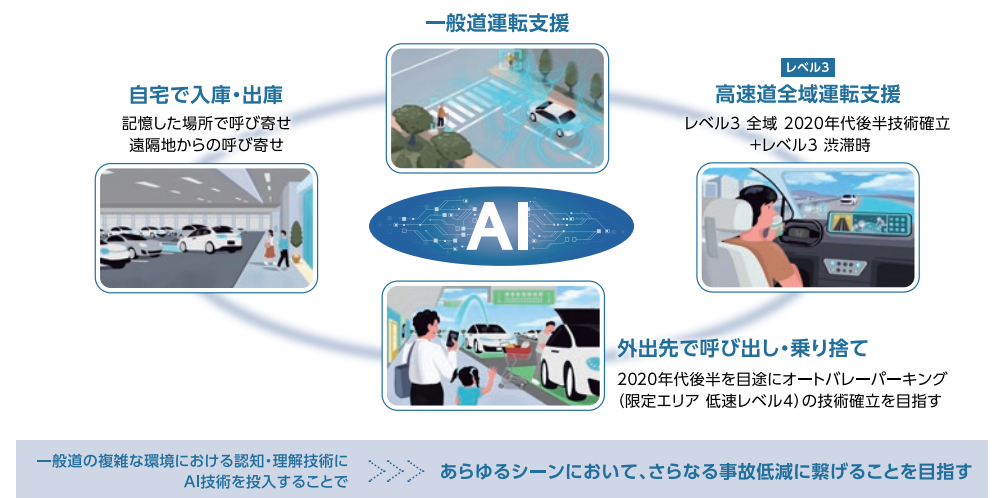 一般道運転支援
自宅で入庫・出庫
記憶した場所で呼び寄せ
遠隔地からの呼び寄せ
レベル3
高速道全域運転支援
レベル3 全域 2020年代後半技術確立
＋レベル3 渋滞時
AI
外出先で呼び出し・乗り捨て
2020年代後半を目途にオートバレーパーキング
（限定エリア 低速レベル4）の技術確立を目指す
一般道の複雑な環境における認知・理解技術に
AI技術を投入することで
あらゆるシーンにおいて、さらなる事故低減に繋げることを目指す